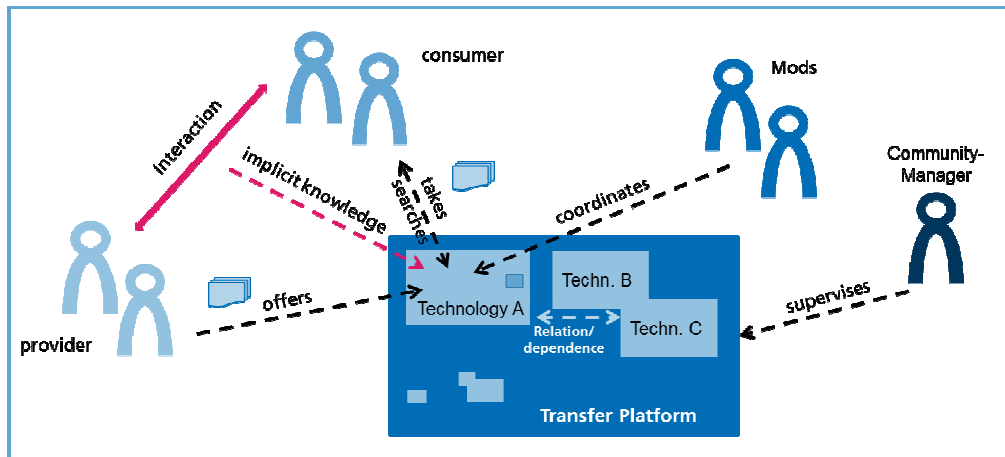 consumer
Mods
Interaction
implicit knowledge
takes
searches
coordinates
Community-
Manager
offers
Technology A
Techn. B
Techn. C
Relation/
dependence
supervises
provider
Transfer Platform